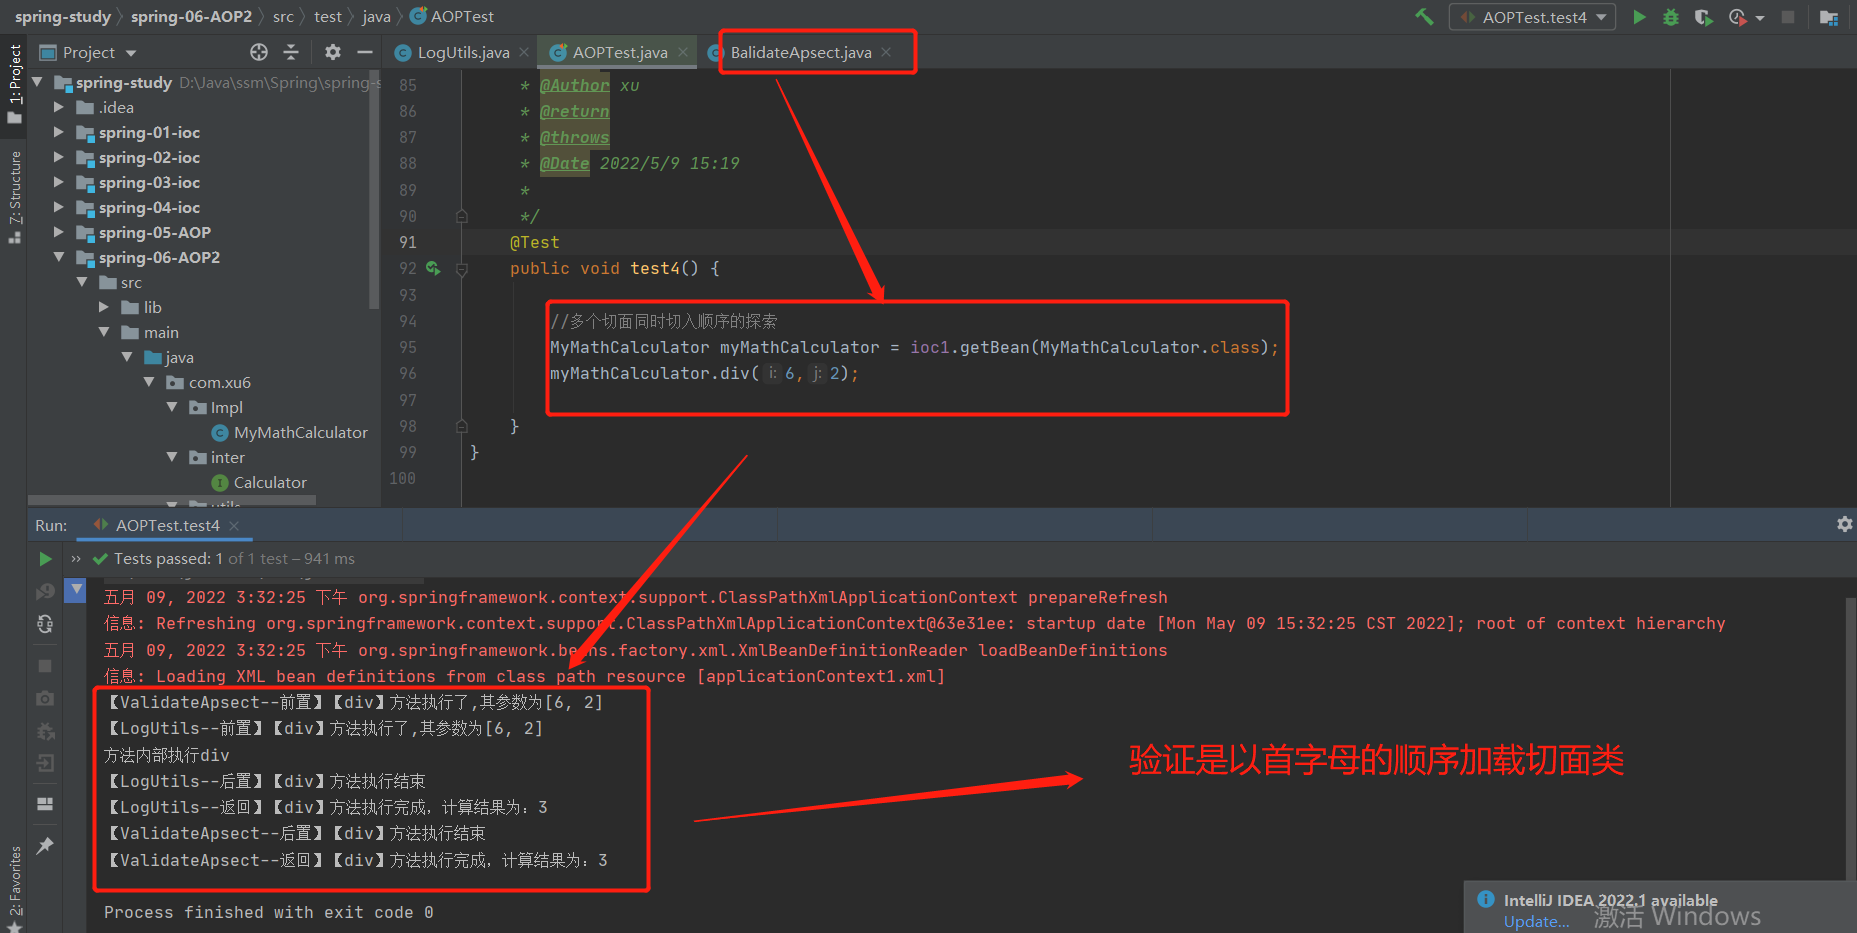 spring-study spring-06-AOP2 src test java AOPTest
AOPTest.test4
1: Project
7: Structure
2: Favorites
Project
LogUtils.java
AOPTest.java
BalidateApsect.java
spring-study D:\Java\ssm\Spring\spring-s
.idea
spring-01-ioc
spring-02-ioc
spring-03-ioc
spring-04-ioc
spring-05-AOP
spring-06-AOP2
src
lib
main
java
com.xu6
Impl
MyMathCalculator
inter
Calculator
utils
85 * @Author xu
86 * @return
87 * @throws
88 * @Date 2022/5/9 15:19
89 *
90 */
91 @Test
92 public void test4() {
93
94 //多个切面同时切入顺序的探索
95 MyMathCalculator myMathCalculator = ioc1.getBean(MyMathCalculator.class);
96 myMathCalculator.div( i: 6, j: 2);
97
98 }
99 }
100
Run: AOPTest.test4
Tests passed: 1 of 1 test – 941 ms
五月 09, 2022 3:32:25 下午 org.springframework.context.support.ClassPathXmlApplicationContext prepareRefresh
信息: Refreshing org.springframework.context.support.ClassPathXmlApplicationContext@63e31ee: startup date [Mon May 09 15:32:25 CST 2022]; root of context hierarchy
五月 09, 2022 3:32:25 下午 org.springframework.beans.factory.xml.XmlBeanDefinitionReader loadBeanDefinitions
信息: Loading XML bean definitions from class path resource [applicationContext1.xml]
【ValidateApsect--前置】【div】方法执行了,其参数为[6, 2]
【LogUtils--前置】【div】方法执行了,其参数为[6, 2]
方法内部执行div
【LogUtils--后置】【div】方法执行结束
【LogUtils--返回】【div】方法执行完成，计算结果为：3
【ValidateApsect--后置】【div】方法执行结束
【ValidateApsect--返回】【div】方法执行完成，计算结果为：3
验证是以首字母的顺序加载切面类
Process finished with exit code 0
IntelliJ IDEA 2022.1 available
Update...
激活 Windows